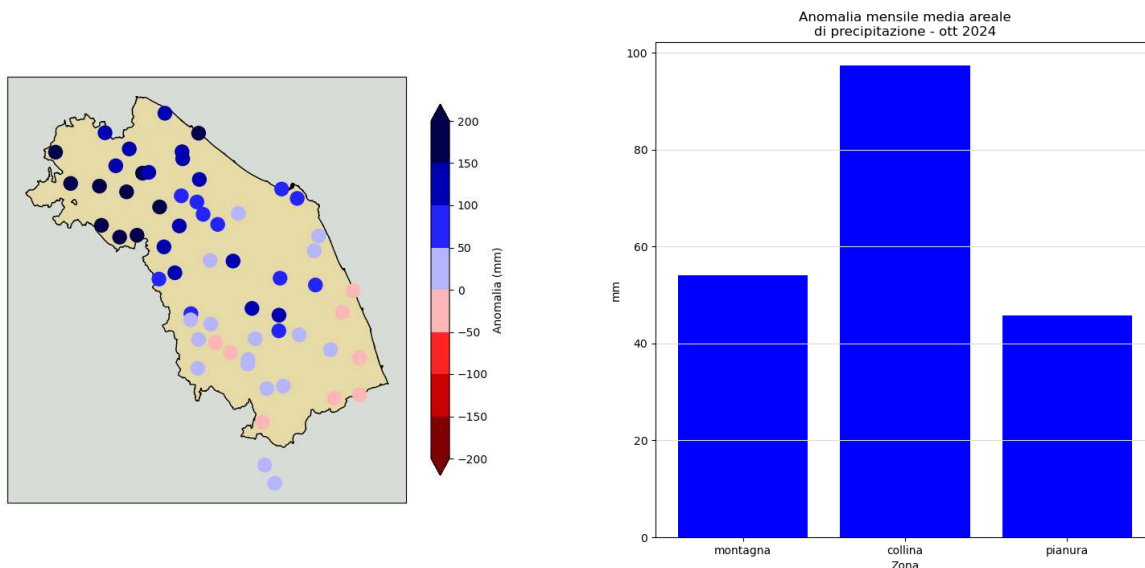 200
150
100
50
0
−50
−100
−150
−200
Anomalia (mm)
Anomalia mensile media areale
di precipitazione - ott 2024
100
80
60
40
20
0
mm
montagna
collina
pianura
Zona